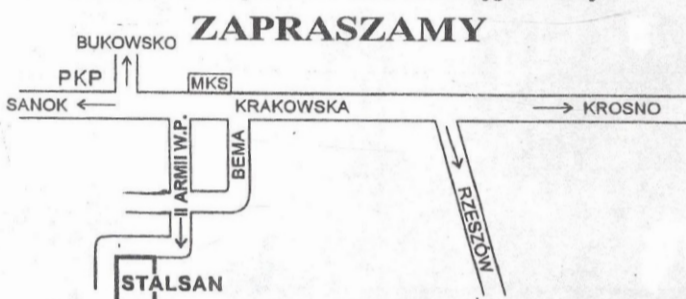 ZAPRASZAMY
BUKOWSKO
PKP
MKS
SANOK
KRAKOWSKA
KROSNO
II ARMII W.P.
BEMA
RZESZÓW
STALSAN